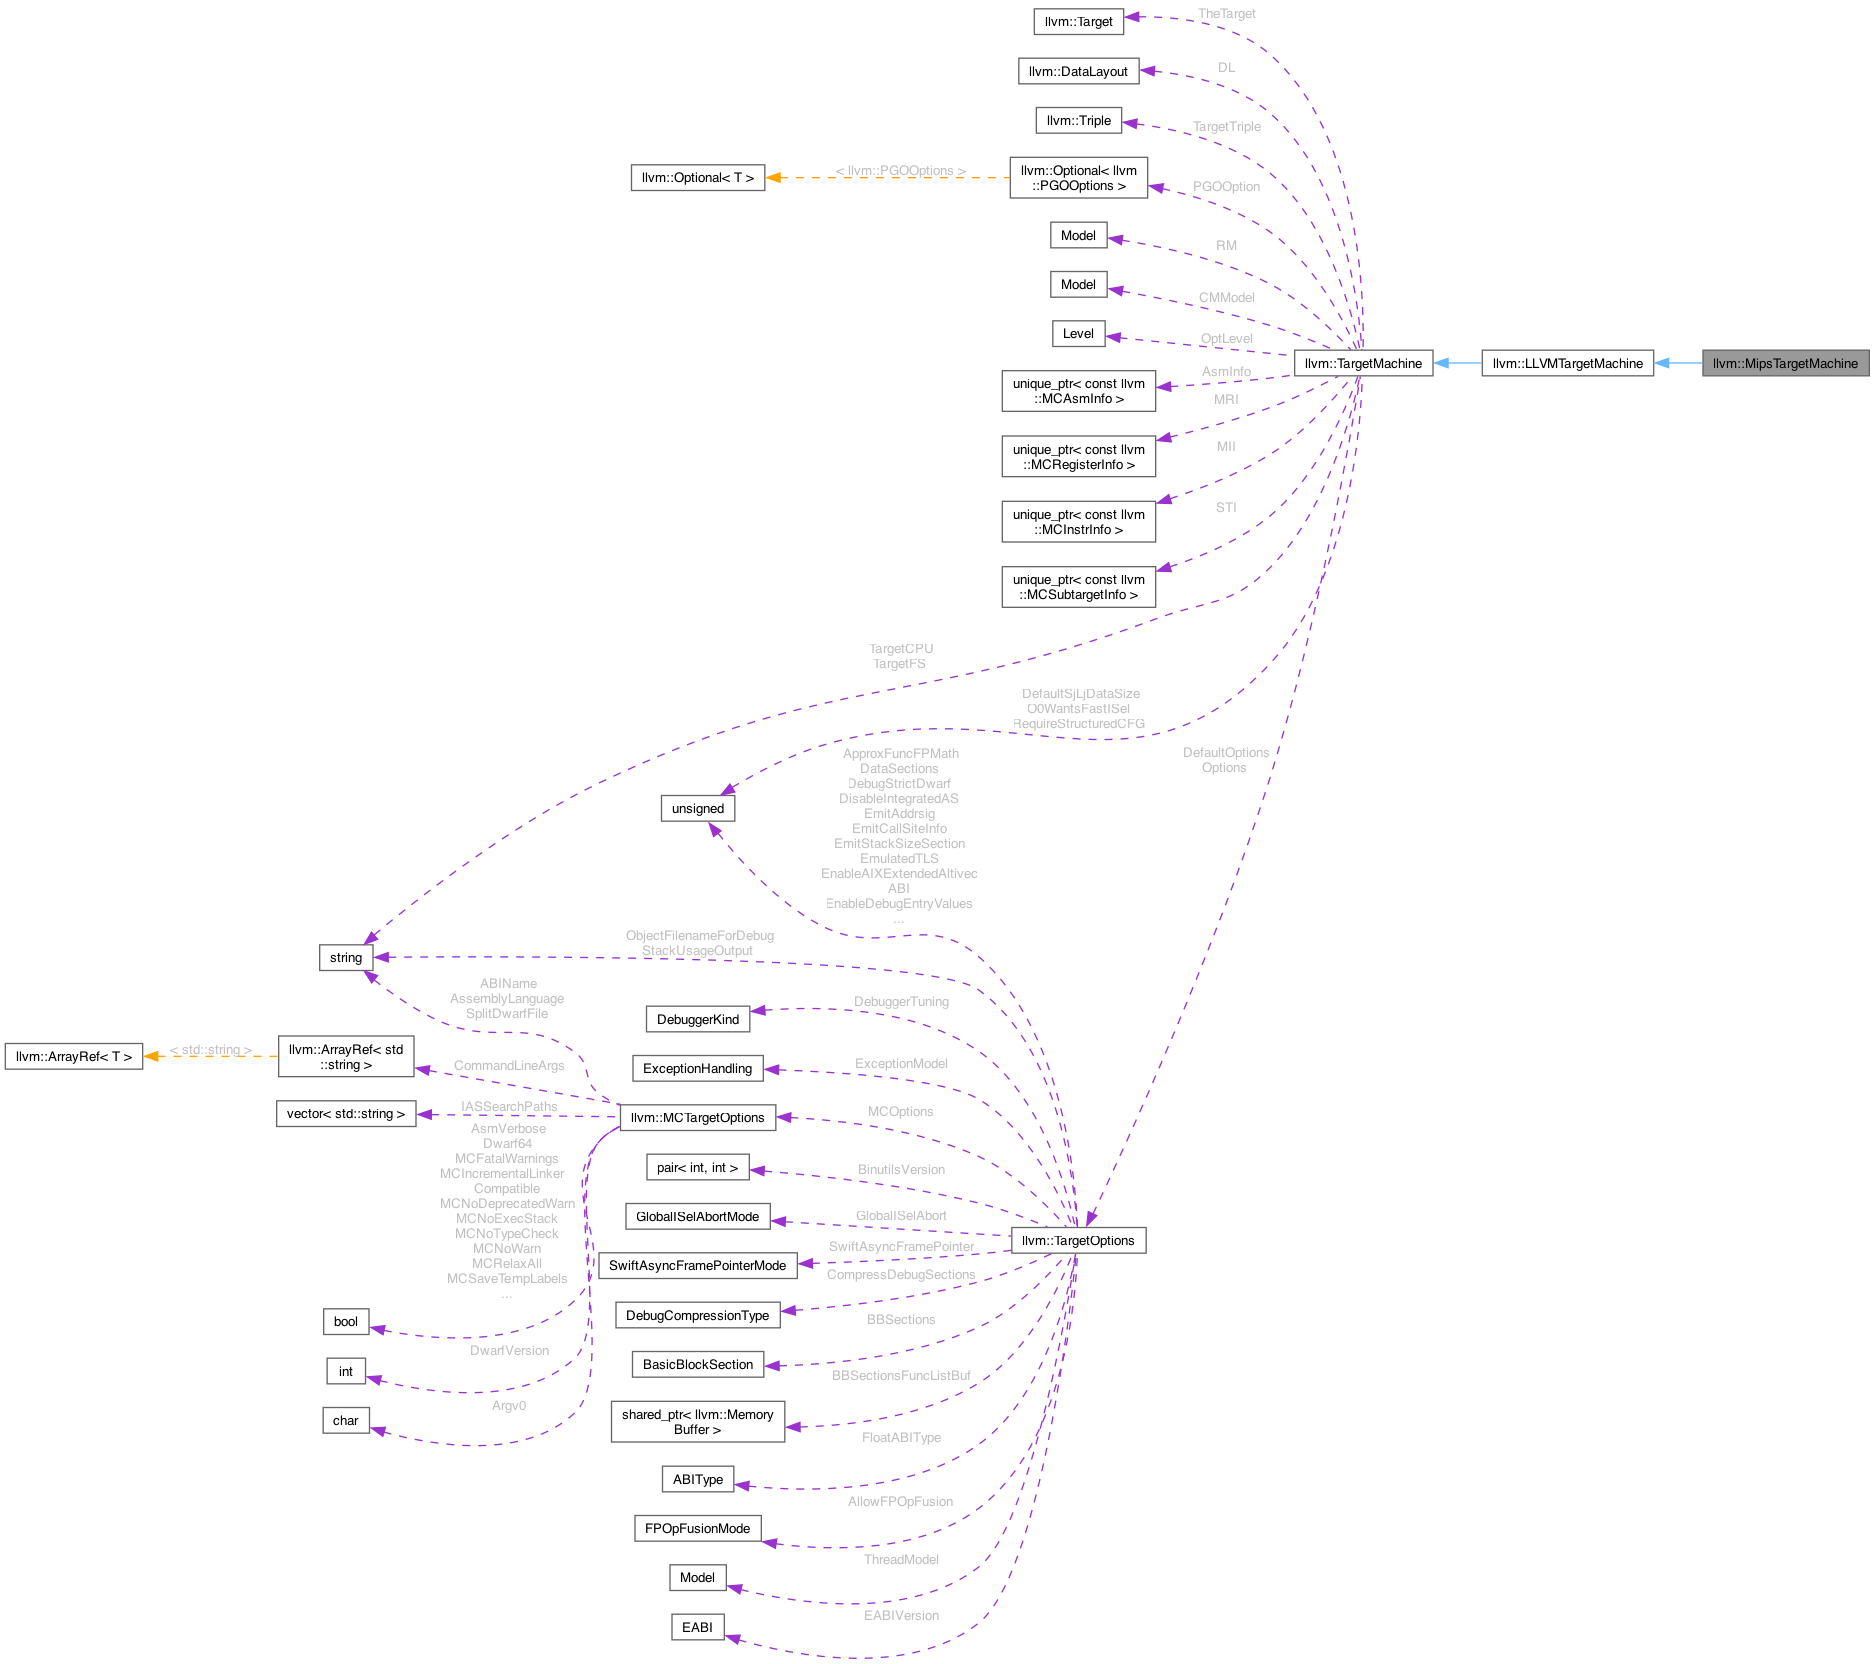 TheTarget
llvm::Target
DL
llvm::DataLayout
TargetTriple
llvm::Triple
< llvm::PGOOptions >
llvm::Optional< T >
llvm::Optional< llvm
::PGOOptions >
PGOOption
Model
RM
Model
CMModel
Level
OptLevel
llvm::TargetMachine
llvm::LLVMTargetMachine
llvm::MipsTargetMachine
AsmInfo
unique_ptr< const llvm
::MCAsmInfo >
MRI
unique_ptr< const llvm
::MCRegisterInfo >
MII
unique_ptr< const llvm
::MCInstrInfo >
STI
unique_ptr< const llvm
::MCSubtargetInfo >
TargetCPU
TargetFS
DefaultSjLjDataSize
O0WantsFastISel
RequireStructuredCFG
DefaultOptions
Options
unsigned
ApproxFuncFPMath
DataSections
DebugStrictDwarf
DisableIntegratedAS
EmitAddrsig
EmitCallSiteInfo
EmitStackSizeSection
EmulatedTLS
EnableAIXExtendedAltivec
ABI
EnableDebugEntryValues
...
string
ObjectFilenameForDebug
StackUsageOutput
ABIName
AssemblyLanguage
SplitDwarfFile
DebuggerKind
DebuggerTuning
llvm::ArrayRef< T >
< std::string >
llvm::ArrayRef< std
::string >
CommandLineArgs
ExceptionHandling
ExceptionModel
vector< std::string >
IASSearchPaths
llvm::MCTargetOptions
MCOptions
AsmVerbose
Dwarf64
MCFatalWarnings
MCIncrementalLinker
Compatible
MCNoDeprecatedWarn
MCNoExecStack
MCNoTypeCheck
MCNoWarn
MCRelaxAll
MCSaveTempLabels
...
pair< int, int >
BinutilsVersion
GlobalISelAbortMode
GlobalISelAbort
llvm::TargetOptions
SwiftAsyncFramePointerMode
SwiftAsyncFramePointer
DebugCompressionType
CompressDebugSections
bool
BBSections
DwarfVersion
BasicBlockSection
int
BBSectionsFuncListBuf
Argv0
char
shared_ptr< llvm::Memory
Buffer >
FloatABIType
ABIType
AllowFPOpFusion
FPOpFusionMode
ThreadModel
Model
EABIVersion
EABI